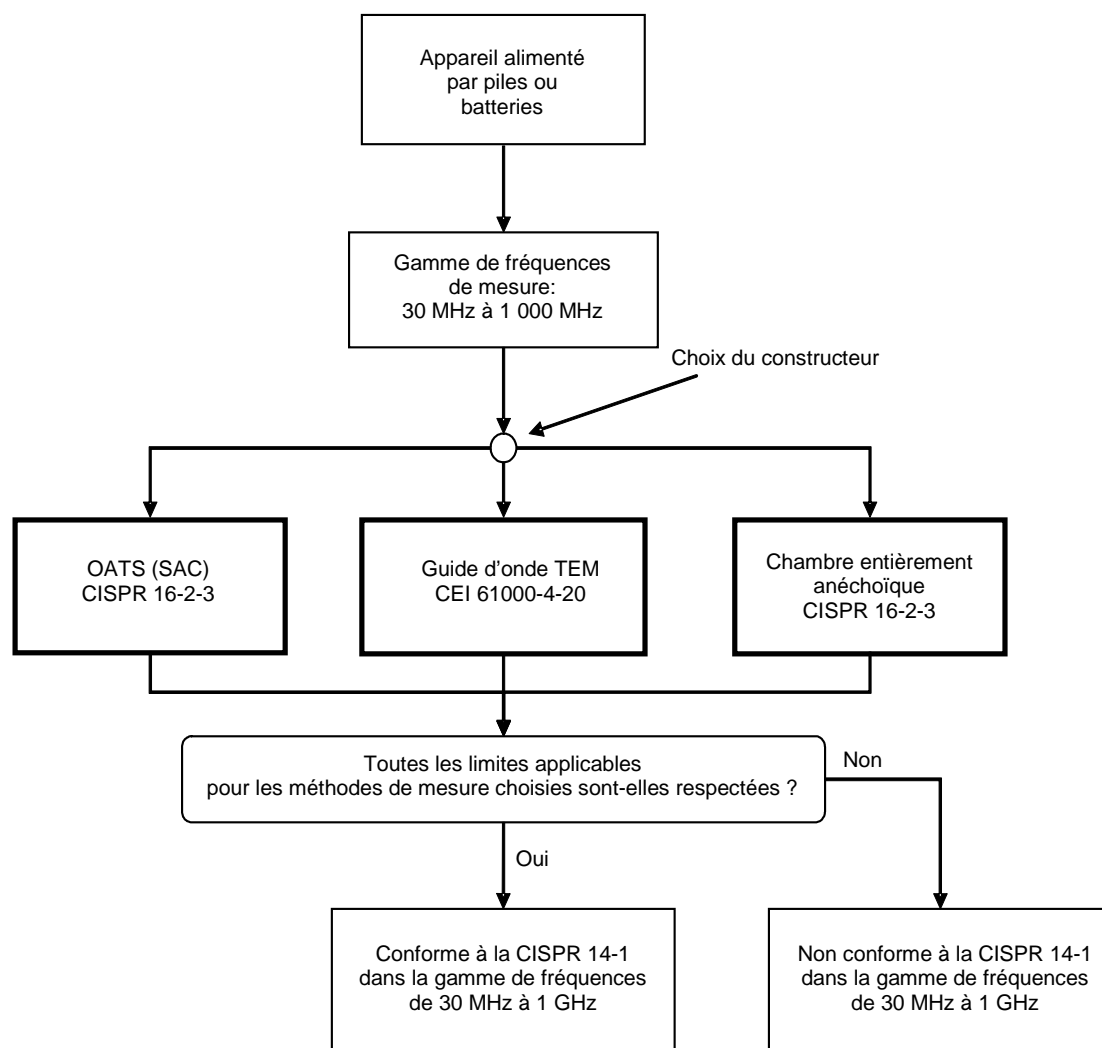 Appareil alimenté
par piles ou
batteries
Gamme de fréquences
de mesure:
30 MHz à 1 000 MHz
Choix du constructeur
OATS (SAC)
CISPR 16-2-3
Guide d’onde TEM
CEI 61000-4-20
Chambre entièrement
anéchoïque
CISPR 16-2-3
Toutes les limites applicables
pour les méthodes de mesure choisies sont-elles respectées ?
Non
Oui
Conforme à la CISPR 14-1
dans la gamme de fréquences
de 30 MHz à 1 GHz
Non conforme à la CISPR 14-1
dans la gamme de fréquences
de 30 MHz à 1 GHz